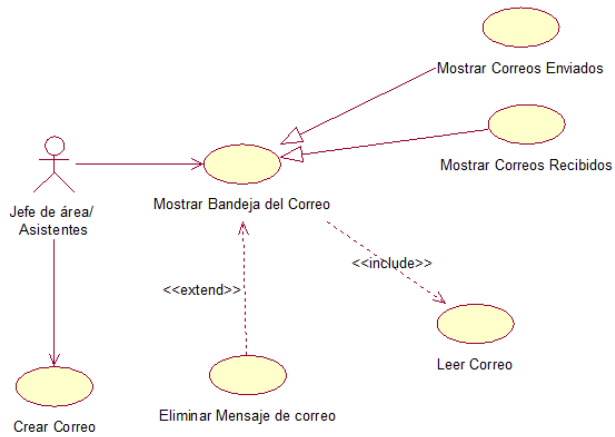 Mostrar Correos Enviados
Mostrar Correos Recibidos
Jefe de área/
Asistentes
Mostrar Bandeja del Correo
<<include>>
<<extend>>
Leer Correo
Eliminar Mensaje de correo
Crear Correo